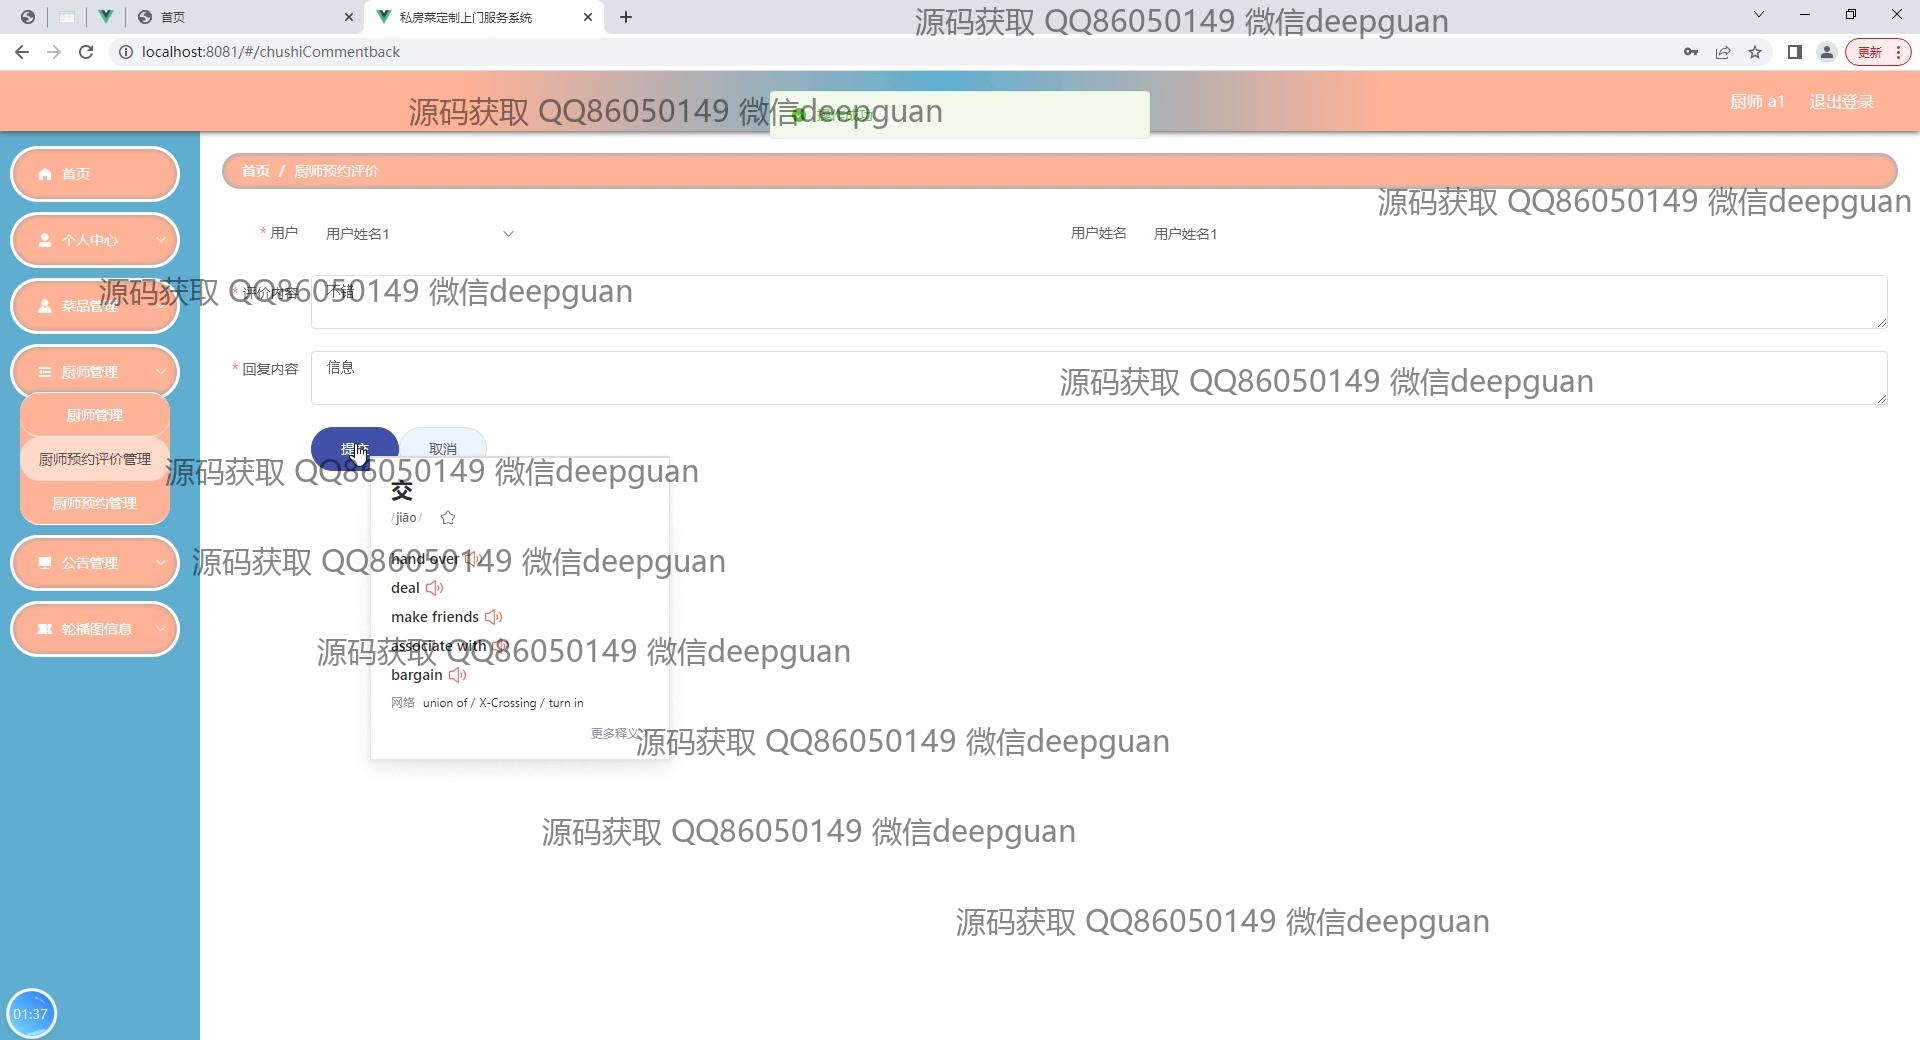 首页
私房菜定制上门服务系统
源码获取 QQ86050149 微信deepguan
localhost:8081/#/chushiCommentback
更新
源码获取 QQ86050149 微信deepguan
操作成功
厨师 a1
退出登录
首页
首页 / 厨师预约评价
源码获取 QQ86050149 微信deepguan
个人中心
* 用户
用户姓名1
用户姓名
用户姓名1
菜品管理
* 评价内容
不错
源码获取 QQ86050149 微信deepguan
厨师管理
* 回复内容
信息
源码获取 QQ86050149 微信deepguan
厨师管理
提交
取消
厨师预约评价管理
源码获取 QQ86050149 微信deepguan
交
厨师预约管理
/jiāo/
公告管理
源码获取 QQ86050149 微信deepguan
hand over
deal
make friends
轮播图信息
associate with
源码获取 QQ86050149 微信deepguan
bargain
网络 union of / X-Crossing / turn in
更多释义
源码获取 QQ86050149 微信deepguan
源码获取 QQ86050149 微信deepguan
源码获取 QQ86050149 微信deepguan
01:37